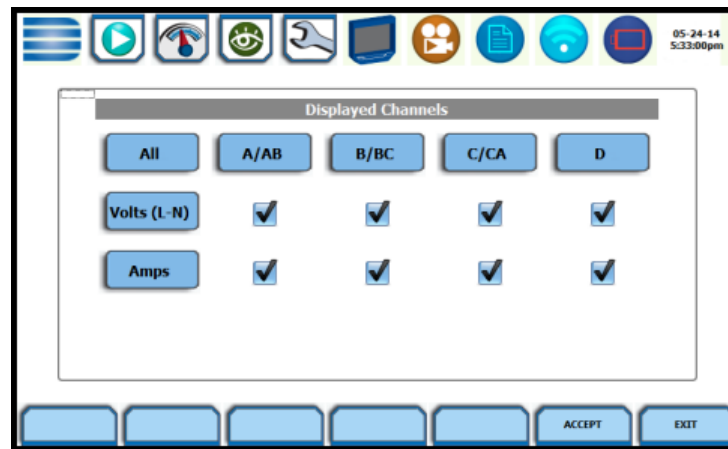 05-24-14
5:33:00pm
Displayed Channels
All A/AB B/BC C/CA D
Volts (L-N)
Amps
ACCEPT EXIT